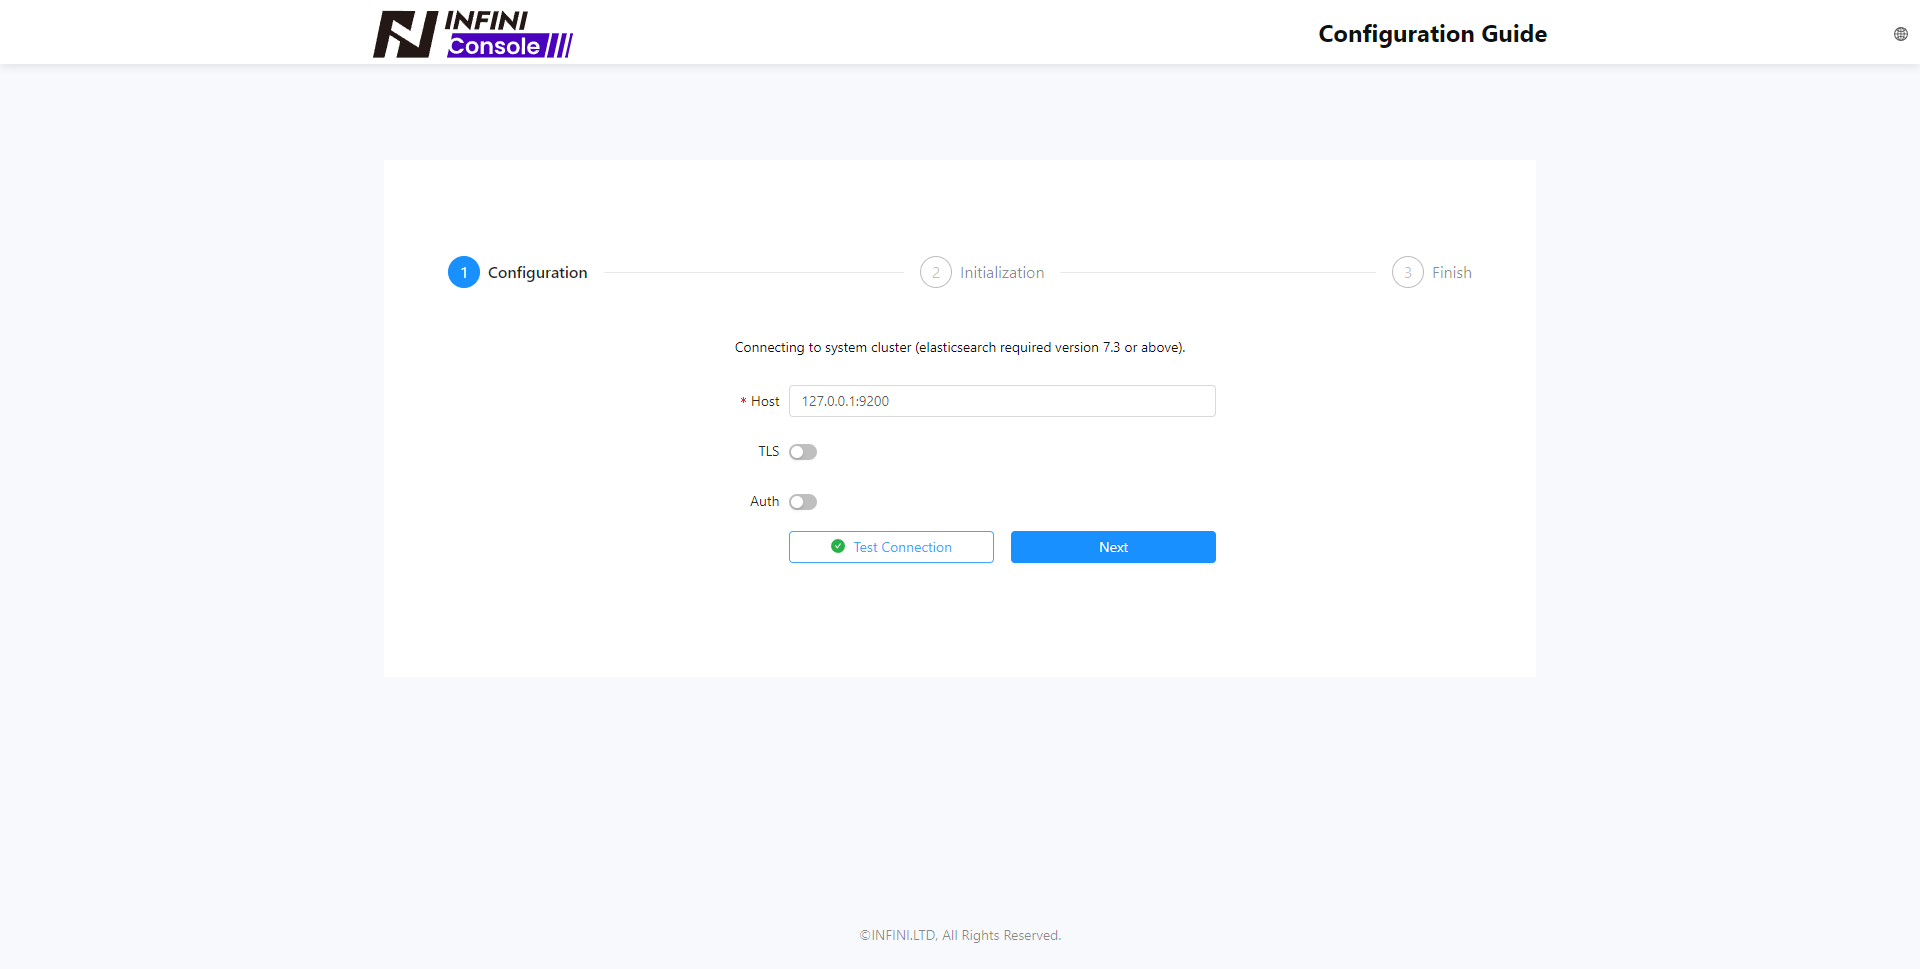 INFINI
Console
Configuration Guide
1 Configuration
2 Initialization
3 Finish
Connecting to system cluster (elasticsearch required version 7.3 or above).
* Host 127.0.0.1:9200
TLS
Auth
Test Connection Next
©INFINI.LTD, All Rights Reserved.